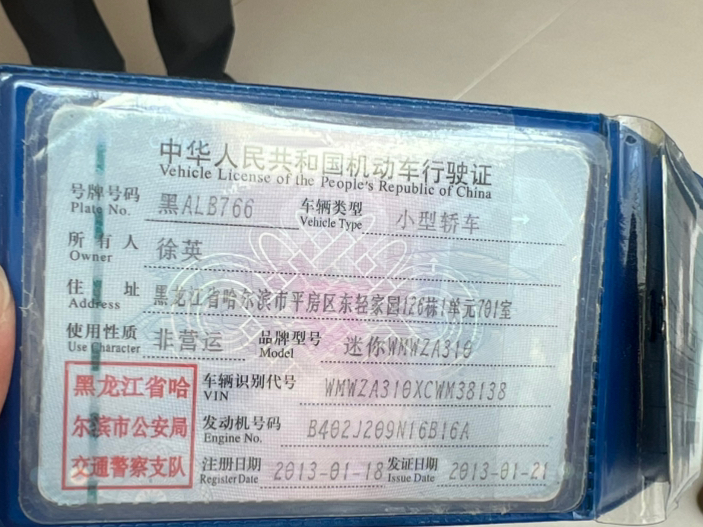 中华人民共和国机动车行驶证
Vehicle License of the People's Republic of China
号牌号码 黑ALB766 车辆类型 小型轿车
Plate No. Vehicle Type
所有人 徐英
Owner
住址 黑龙江省哈尔滨市平房区东轻家园126栋1单元701室
Address
使用性质 非营运 品牌型号 迷你WMWZA310
Use Character Model
黑龙江省哈
尔滨市公安局
交通警察支队
车辆识别代号 WMWZA310XCWM38138
VIN
发动机号码 B402J209N16B16A
Engine No.
注册日期 2013-01-18 发证日期 2013-01-21
Register Date Issue Date